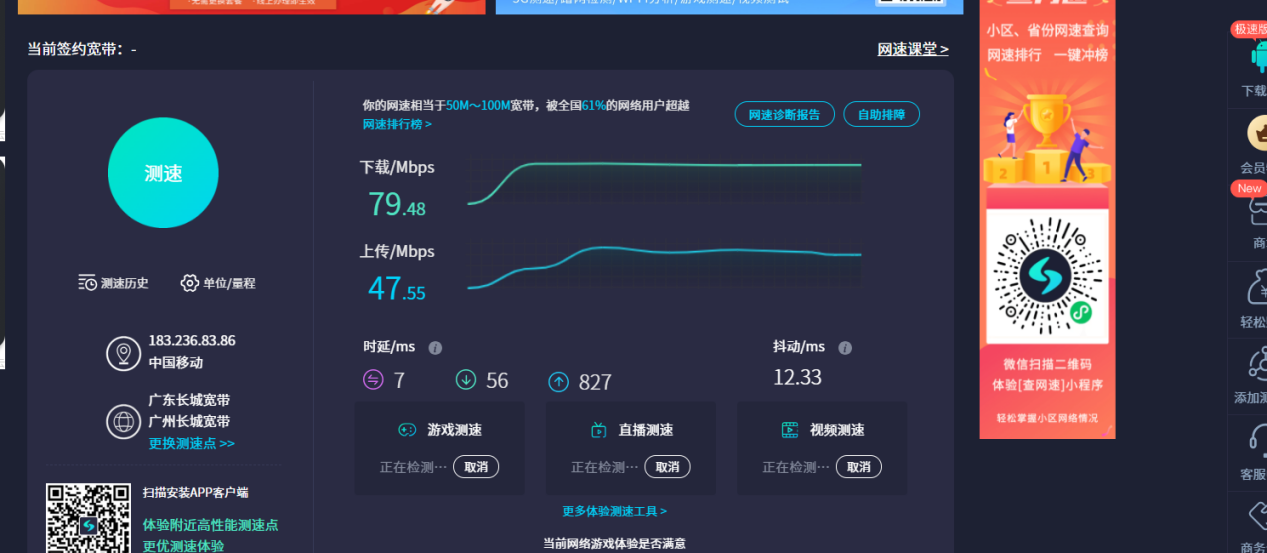 当前签约宽带：-
网速课堂 >
测速
测速历史
单位/量程
183.236.83.86
中国移动
广东长城宽带
广州长城宽带
更换测速点 >>
扫描安装APP客户端
体验附近高性能测速点
更优测速体验
你的网速相当于50M～100M宽带，被全国61%的网络用户超越
网速排行榜 >
网速诊断报告
自助排障
下载/Mbps
79.48
上传/Mbps
47.55
时延/ms
抖动/ms
7
56
827
12.33
游戏测速
正在检测···
取消
直播测速
正在检测···
取消
视频测速
正在检测···
取消
更多体验测速工具 >
当前网络游戏体验是否满意
小区、省份网速查询
网速排行 一键冲榜
2
1
3
微信扫描二维码
体验[查网速]小程序
轻松掌握小区网络情况
极速版
下载
会员
New
商
轻松
添加测
客服
商务